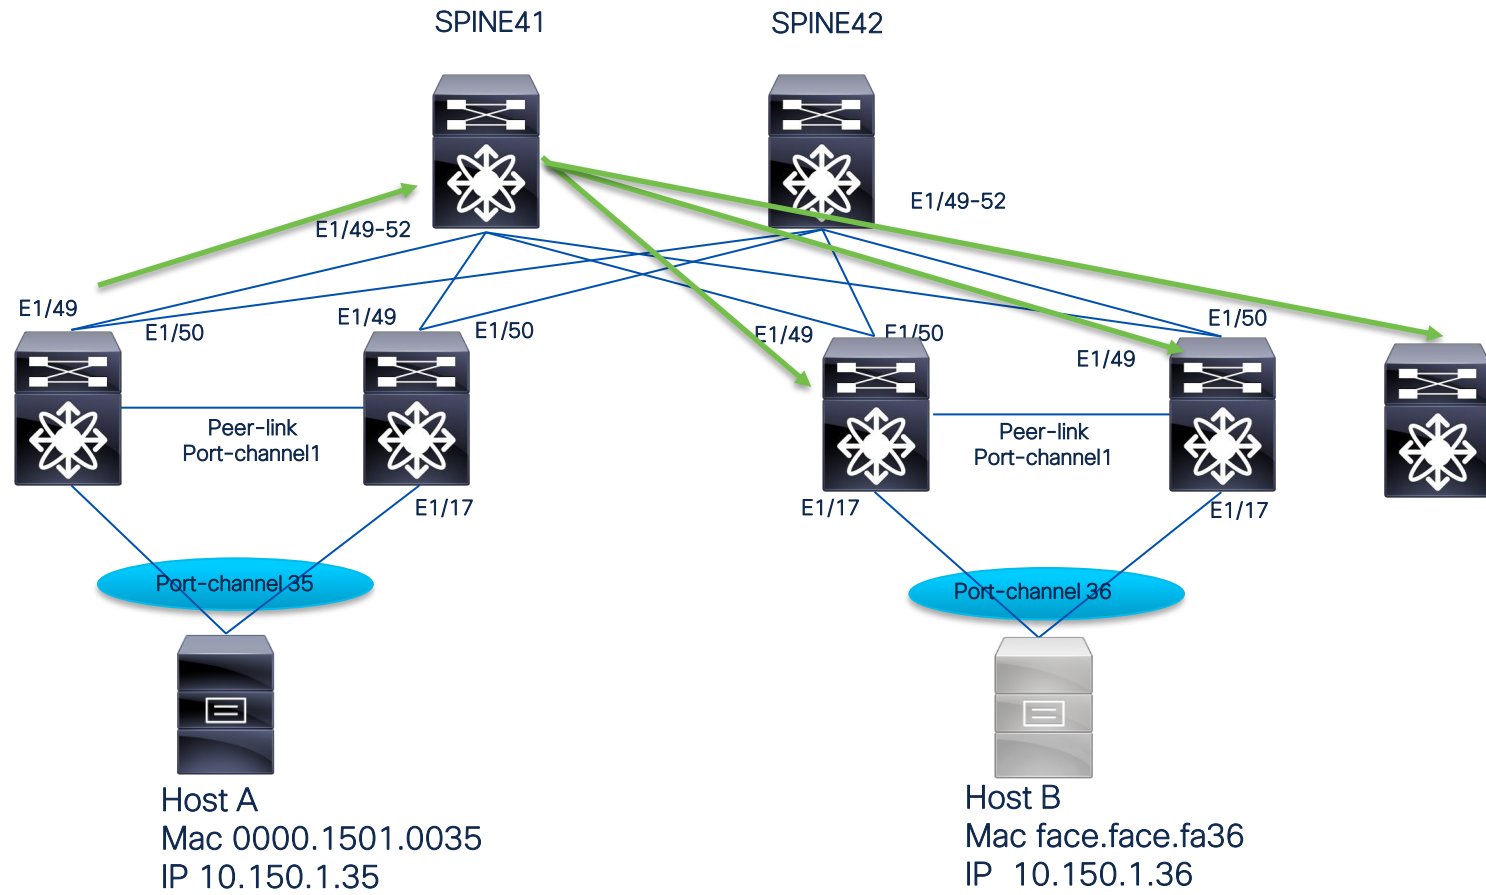 SPINE41
SPINE42
E1/49-52
E1/49-52
E1/49
E1/50
E1/49
E1/50
E1/49
E1/50
E1/49
E1/50
Peer-link
Port-channel1
Peer-link
Port-channel1
E1/17
E1/17
E1/17
Port-channel 35
Port-channel 36
Host A
Mac 0000.1501.0035
IP 10.150.1.35
Host B
Mac face.face.fa36
IP 10.150.1.36